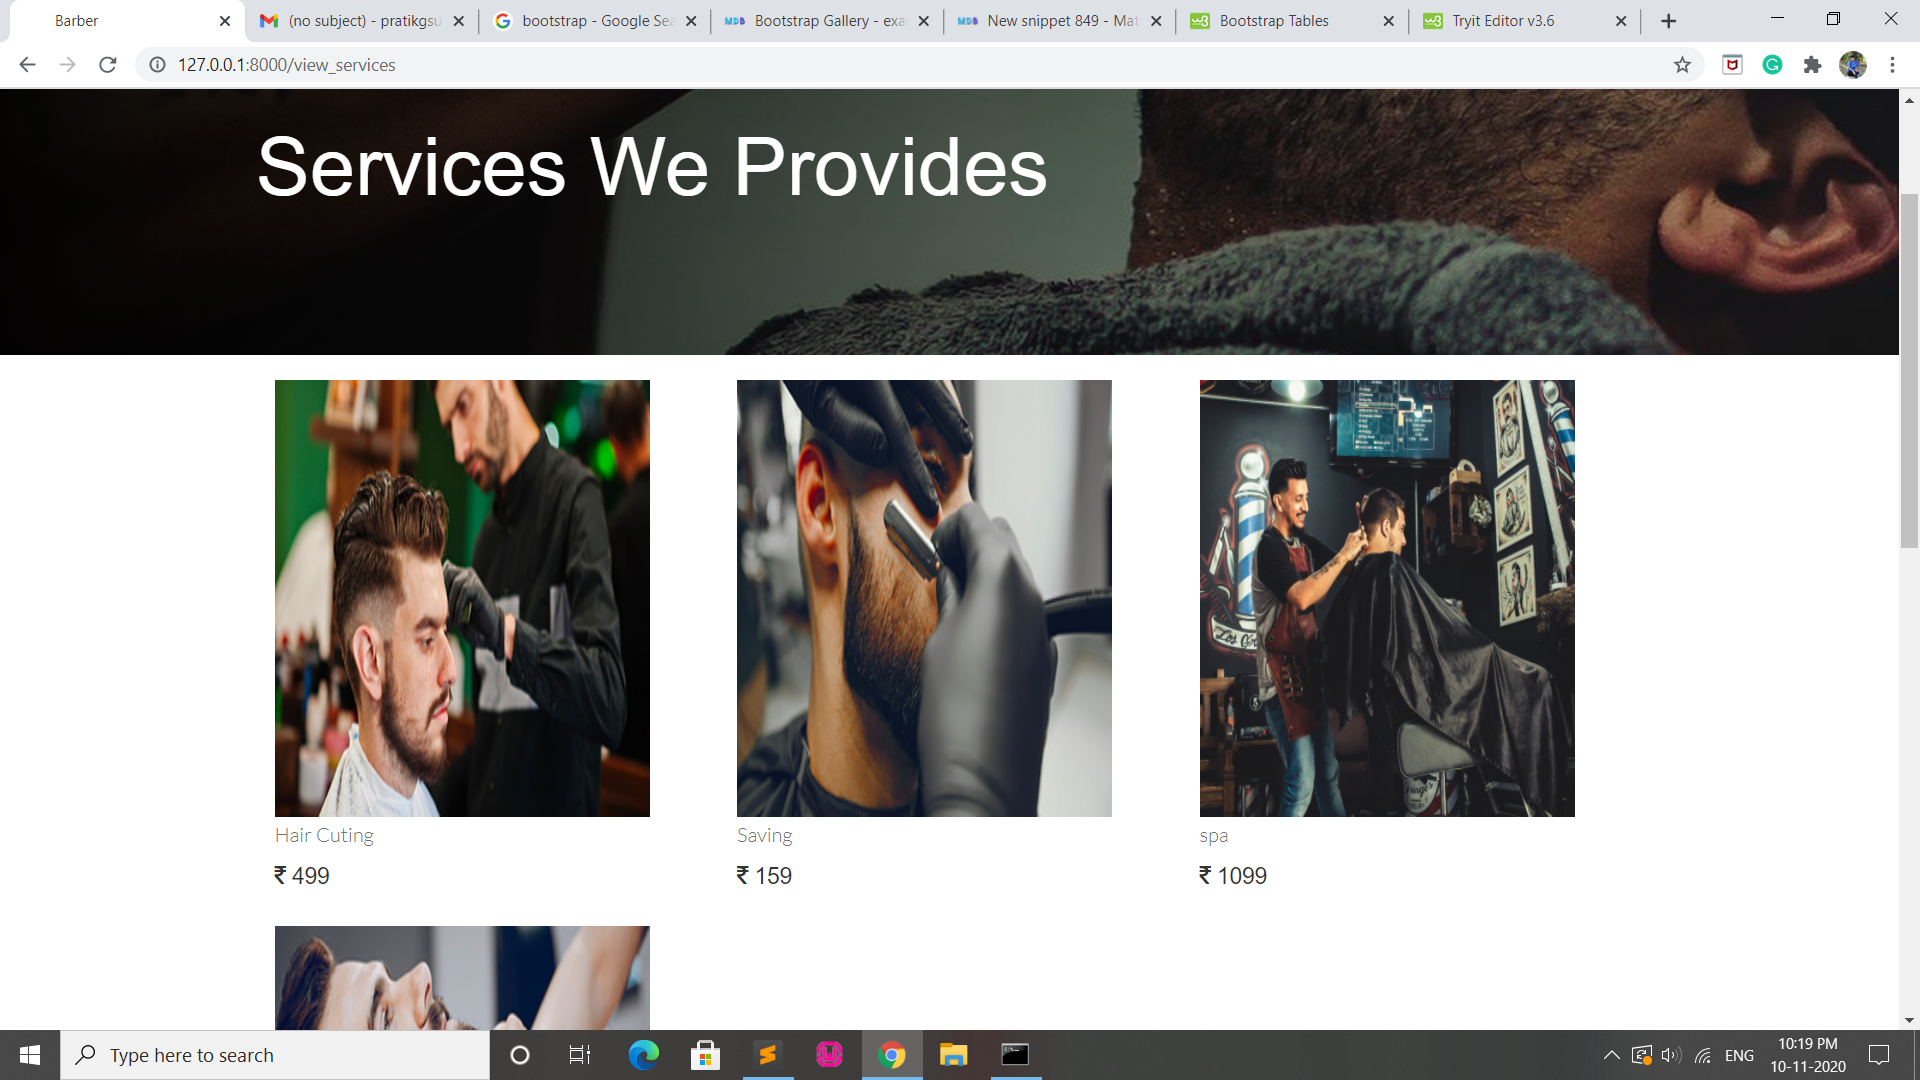 Barber
(no subject) - pratikgsu
bootstrap - Google Sea
MDB Bootstrap Gallery - exa
MDB New snippet 849 - Mat
Bootstrap Tables
Tryit Editor v3.6
127.0.0.1:8000/view_services
Services We Provides
Hair Cuting
₹ 499
Saving
₹ 159
spa
₹ 1099
Type here to search
ENG
10:19 PM
10-11-2020